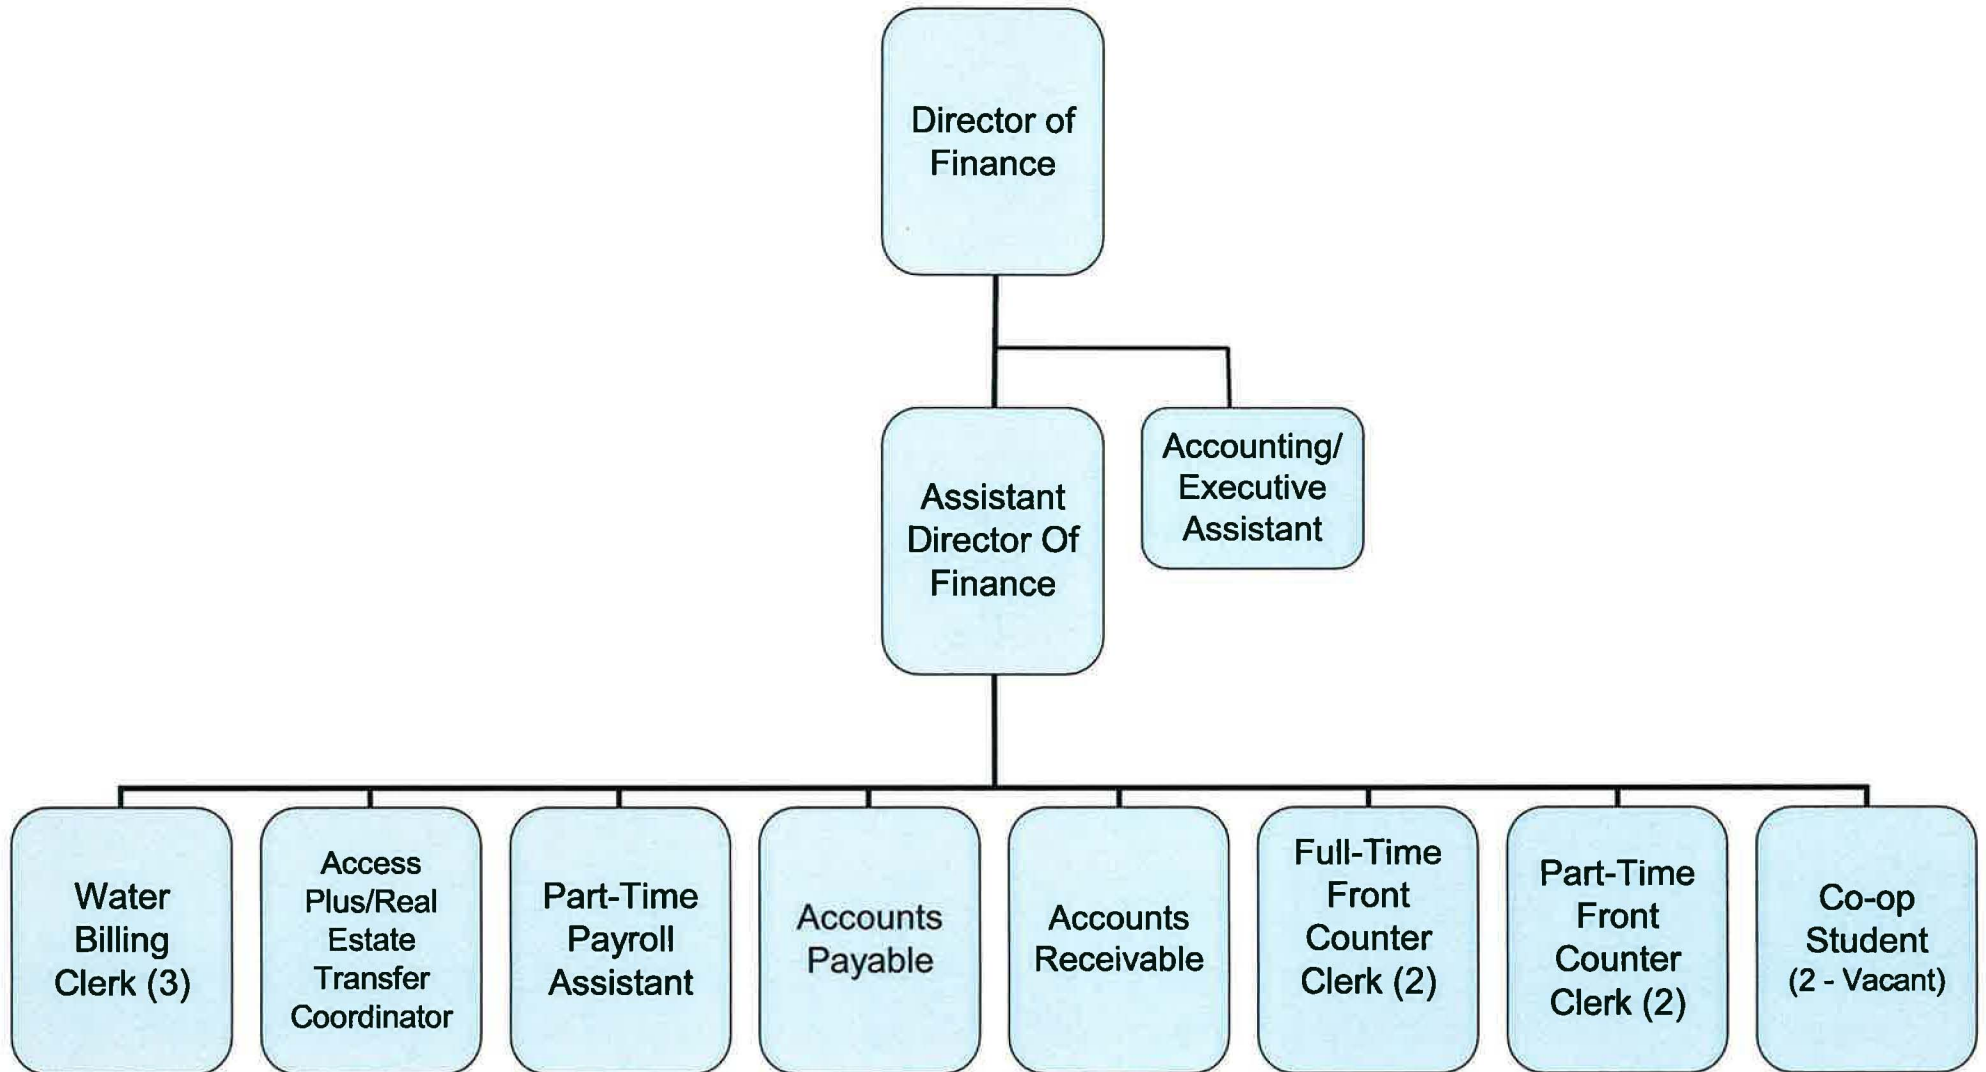 Director of
Finance
Assistant
Director Of
Finance
Accounting/
Executive
Assistant
Water
Billing
Clerk (3)
Access
Plus/Real
Estate
Transfer
Coordinator
Part-Time
Payroll
Assistant
Accounts
Payable
Accounts
Receivable
Full-Time
Front
Counter
Clerk (2)
Part-Time
Front
Counter
Clerk (2)
Co-op
Student
(2 - Vacant)